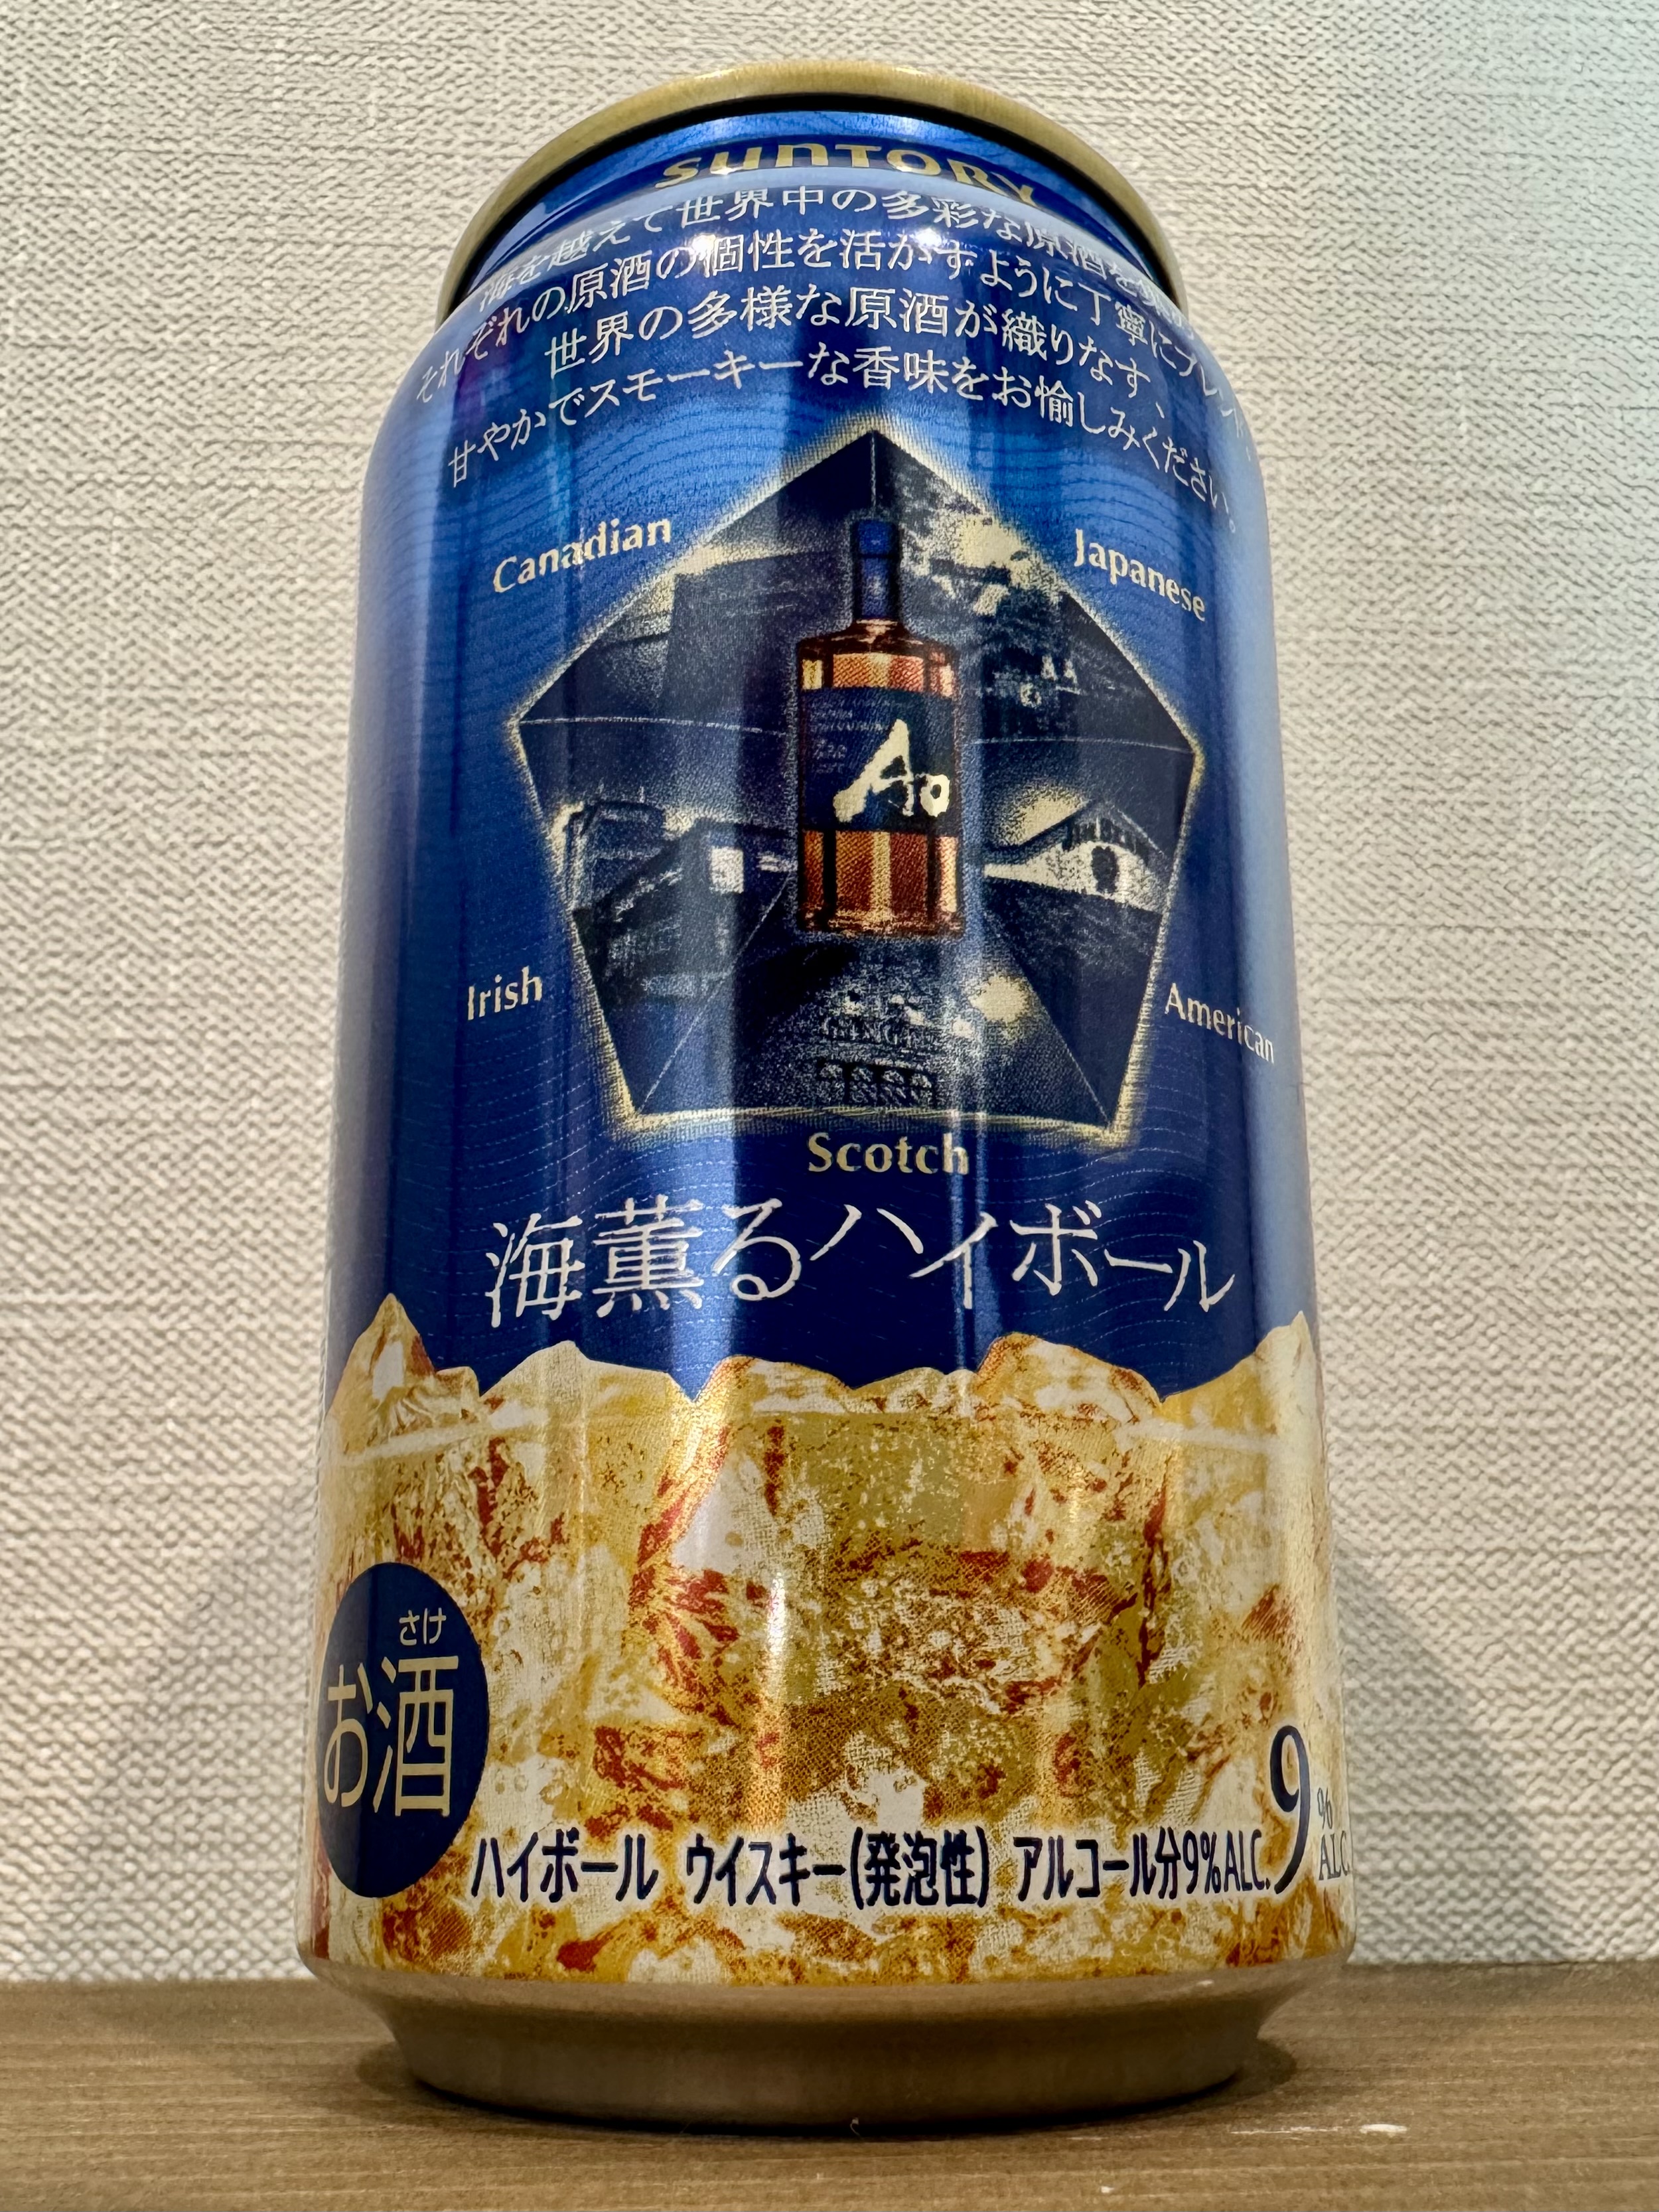 SUNTORY
海を越えて世界中の多彩な原酒を
それぞれの原酒の個性を活かすように丁寧にブレンド。
世界の多様な原酒が織りなす、
甘やかでスモーキーな香味をお愉しみください。
Canadian
Japanese
Ao
Irish
American
Scotch
海薫るハイボール
さけ
お酒
ハイボール ウイスキー(発泡性) アルコール分9%ALC.
9%
ALC.